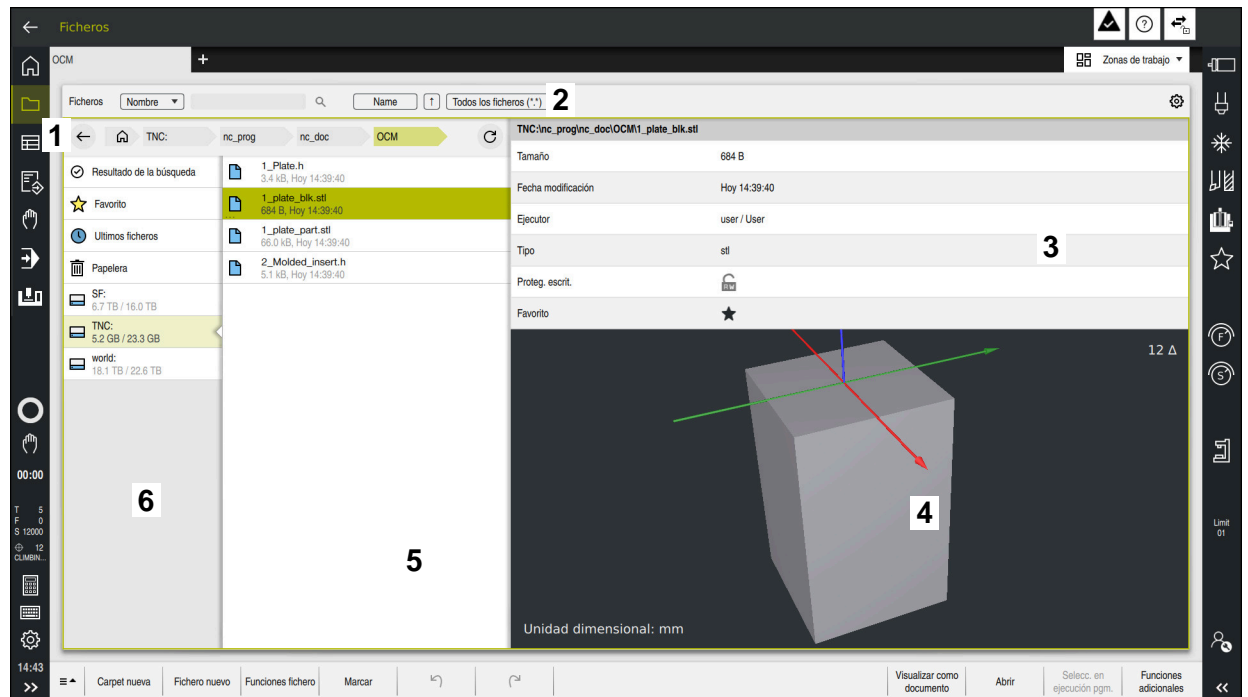 Ficheros
OCM
+
Zonas de trabajo
Ficheros
Nombre
Name
↑
Todos los ficheros (*.*)
2
1
TNC:
nc_prog
nc_doc
OCM
Resultado de la búsqueda
Favorito
Ultimos ficheros
Papelera
SF:
6.7 TB / 16.0 TB
TNC:
5.2 GB / 23.3 GB
world:
18.1 TB / 22.6 TB
6
1_Plate.h
3.4 kB, Hoy 14:39:40
1_plate_blk.stl
684 B, Hoy 14:39:40
1_plate_part.stl
66.0 kB, Hoy 14:39:40
2_Molded_insert.h
5.1 kB, Hoy 14:39:40
5
TNC:\nc_prog\nc_doc\OCM\1_plate_blk.stl
Tamaño 684 B
Fecha modificación Hoy 14:39:40
Ejecutor user / User
Tipo stl
3
Proteg. escrit.
Favorito
12 Δ
4
Unidad dimensional: mm
00:00
T 5
F 0
S 12000
12
CLIMBIN...
14:43
F
S
Limit
01
Carpet nueva
Fichero nuevo
Funciones fichero
Marcar
Visualizar como
documento
Abrir
Selecc. en
ejecución pgm.
Funciones
adicionales